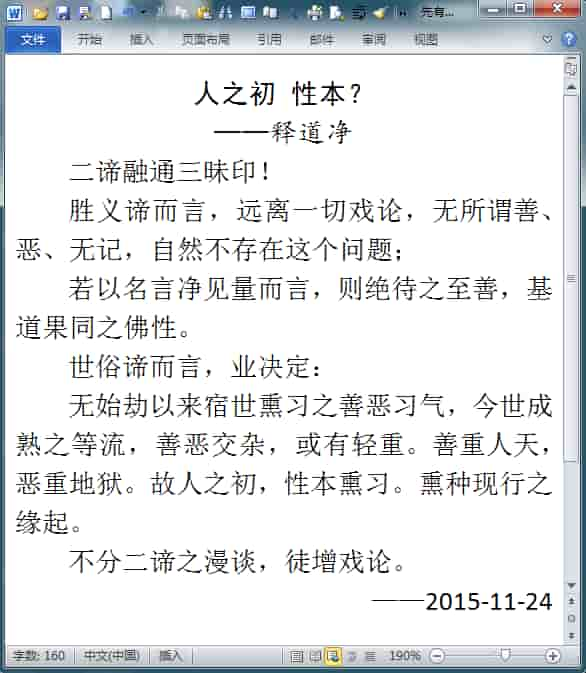 先有...
文件 开始 插入 页面布局 引用 邮件 审阅 视图
人之初 性本？
——释道净
二谛融通三昧印！
胜义谛而言，远离一切戏论，无所谓善、
恶、无记，自然不存在这个问题；
若以名言净见量而言，则绝待之至善，基
道果同之佛性。
世俗谛而言，业决定：
无始劫以来宿世熏习之善恶习气，今世成
熟之等流，善恶交杂，或有轻重。善重人天，
恶重地狱。故人之初，性本熏习。熏种现行之
缘起。
不分二谛之漫谈，徒增戏论。
——2015-11-24
字数: 160 中文(中国) 插入 190%